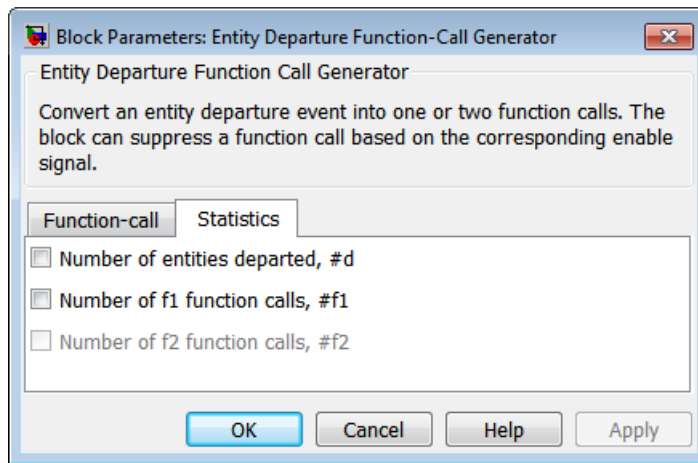 Block Parameters: Entity Departure Function-Call Generator
Entity Departure Function Call Generator
Convert an entity departure event into one or two function calls. The
block can suppress a function call based on the corresponding enable
signal.
Function-call Statistics
Number of entities departed, #d
Number of f1 function calls, #f1
Number of f2 function calls, #f2
OK Cancel Help Apply